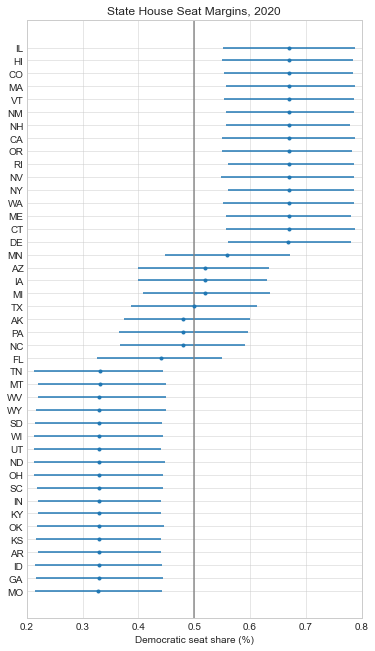 State House Seat Margins, 2020
IL
HI
CO
MA
VT
NM
NH
CA
OR
RI
NV
NY
WA
ME
CT
DE
MN
AZ
IA
MI
TX
AK
PA
NC
FL
TN
MT
WV
WY
SD
WI
UT
ND
OH
SC
IN
KY
OK
KS
AR
ID
GA
MO
0.2 0.3 0.4 0.5 0.6 0.7 0.8
Democratic seat share (%)